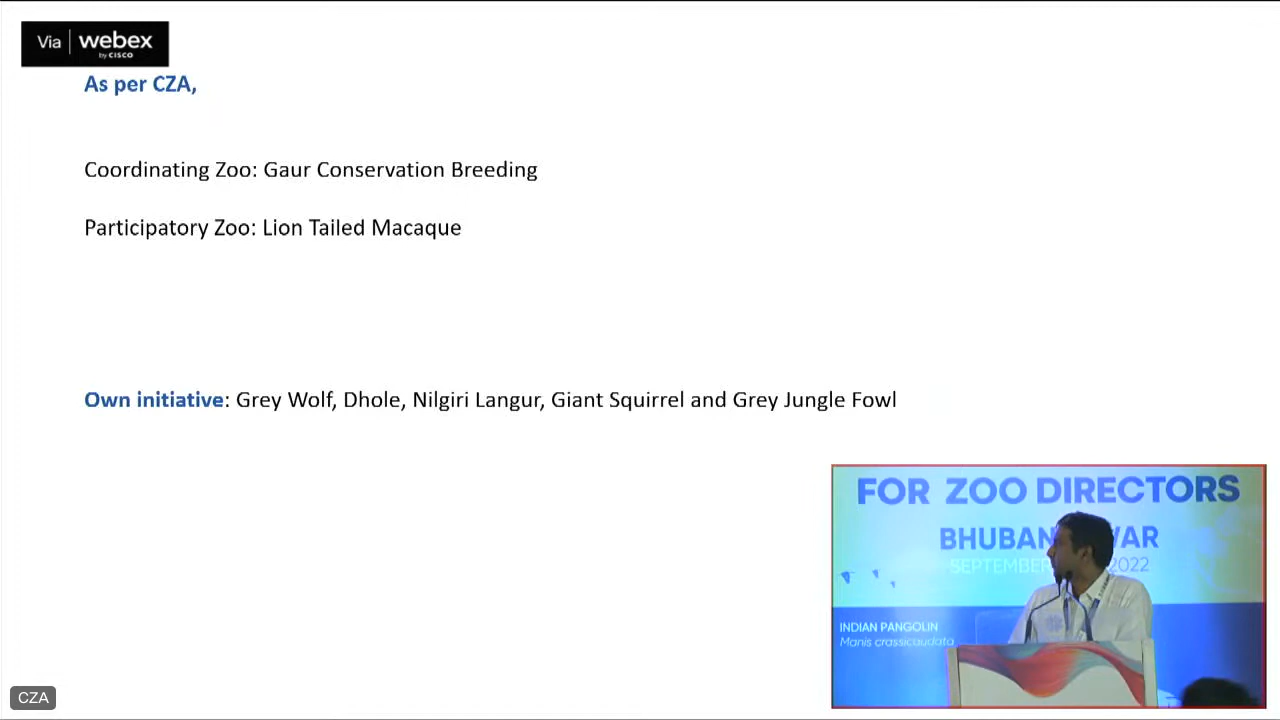 Via webex
by CISCO
As per CZA,
Coordinating Zoo: Gaur Conservation Breeding
Participatory Zoo: Lion Tailed Macaque
Own initiative: Grey Wolf, Dhole, Nilgiri Langur, Giant Squirrel and Grey Jungle Fowl
FOR ZOO DIRECTORS
SEPTEMBER 2022
INDIAN PANGOLIN
Manis crassicaudata
CZA